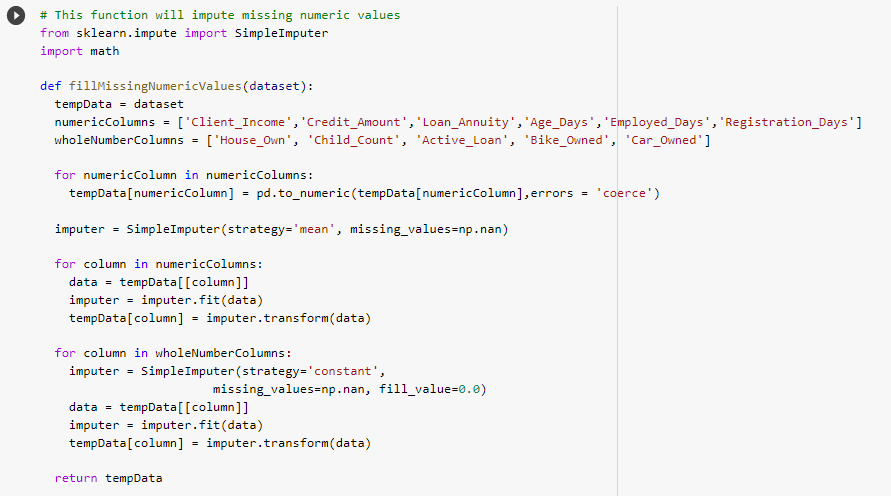 # This function will impute missing numeric values
from sklearn.impute import SimpleImputer
import math
def fillMissingNumericValues(dataset):
tempData = dataset
numericColumns = ['Client_Income','Credit_Amount','Loan_Annuity','Age_Days','Employed_Days','Registration_Days']
wholeNumberColumns = ['House_Own', 'Child_Count', 'Active_Loan', 'Bike_Owned', 'Car_Owned']
for numericColumn in numericColumns:
tempData[numericColumn] = pd.to_numeric(tempData[numericColumn],errors = 'coerce')
imputer = SimpleImputer(strategy='mean', missing_values=np.nan)
for column in numericColumns:
data = tempData[[column]]
imputer = imputer.fit(data)
tempData[column] = imputer.transform(data)
for column in wholeNumberColumns:
imputer = SimpleImputer(strategy='constant',
missing_values=np.nan, fill_value=0.0)
data = tempData[[column]]
imputer = imputer.fit(data)
tempData[column] = imputer.transform(data)
return tempData